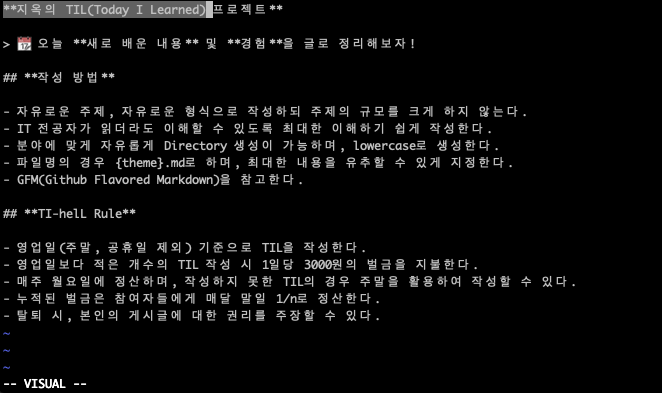 **지옥의 TIL(Today I Learned)프로젝트**
> 📆 오늘 **새로 배운 내용** 및 **경험**을 글로 정리해보자!
## **작성 방법**
- 자유로운 주제, 자유로운 형식으로 작성하되 주제의 규모를 크게 하지 않는다.
- IT 전공자가 읽더라도 이해할 수 있도록 최대한 이해하기 쉽게 작성한다.
- 분야에 맞게 자유롭게 Directory 생성이 가능하며, lowercase로 생성한다.
- 파일명의 경우 {theme}.md로 하며, 최대한 내용을 유추할 수 있게 지정한다.
- GFM(Github Flavored Markdown)을 참고한다.
## **TI-helL Rule**
- 영업일(주말, 공휴일 제외) 기준으로 TIL을 작성한다.
- 영업일보다 적은 개수의 TIL 작성 시 1일당 3000원의 벌금을 지불한다.
- 매주 월요일에 정산하며, 작성하지 못한 TIL의 경우 주말을 활용하여 작성할 수 있다.
- 누적된 벌금은 참여자들에게 매달 말일 1/n로 정산한다.
- 탈퇴 시, 본인의 게시글에 대한 권리를 주장할 수 있다.
~
~
~
-- VISUAL --